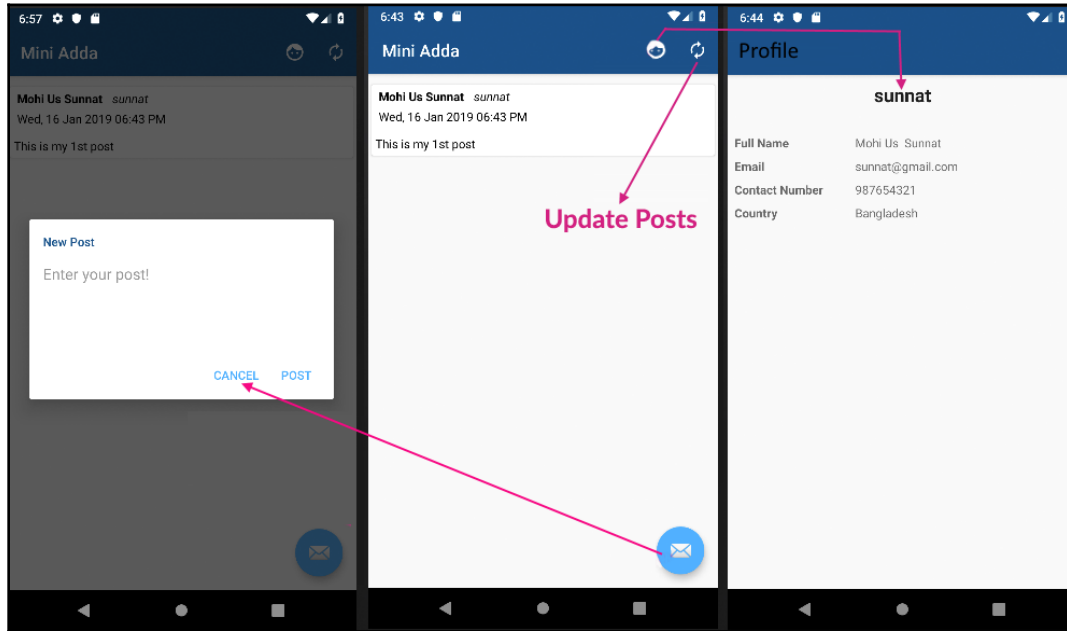 6:57
Mini Adda
Mohi Us Sunnat sunnat
Wed, 16 Jan 2019 06:43 PM
This is my 1st post
New Post
Enter your post!
CANCEL POST
6:43
Mini Adda
Mohi Us Sunnat sunnat
Wed, 16 Jan 2019 06:43 PM
This is my 1st post
Update Posts
6:44
Profile
sunnat
Full Name Mohi Us Sunnat
Email sunnat@gmail.com
Contact Number 987654321
Country Bangladesh